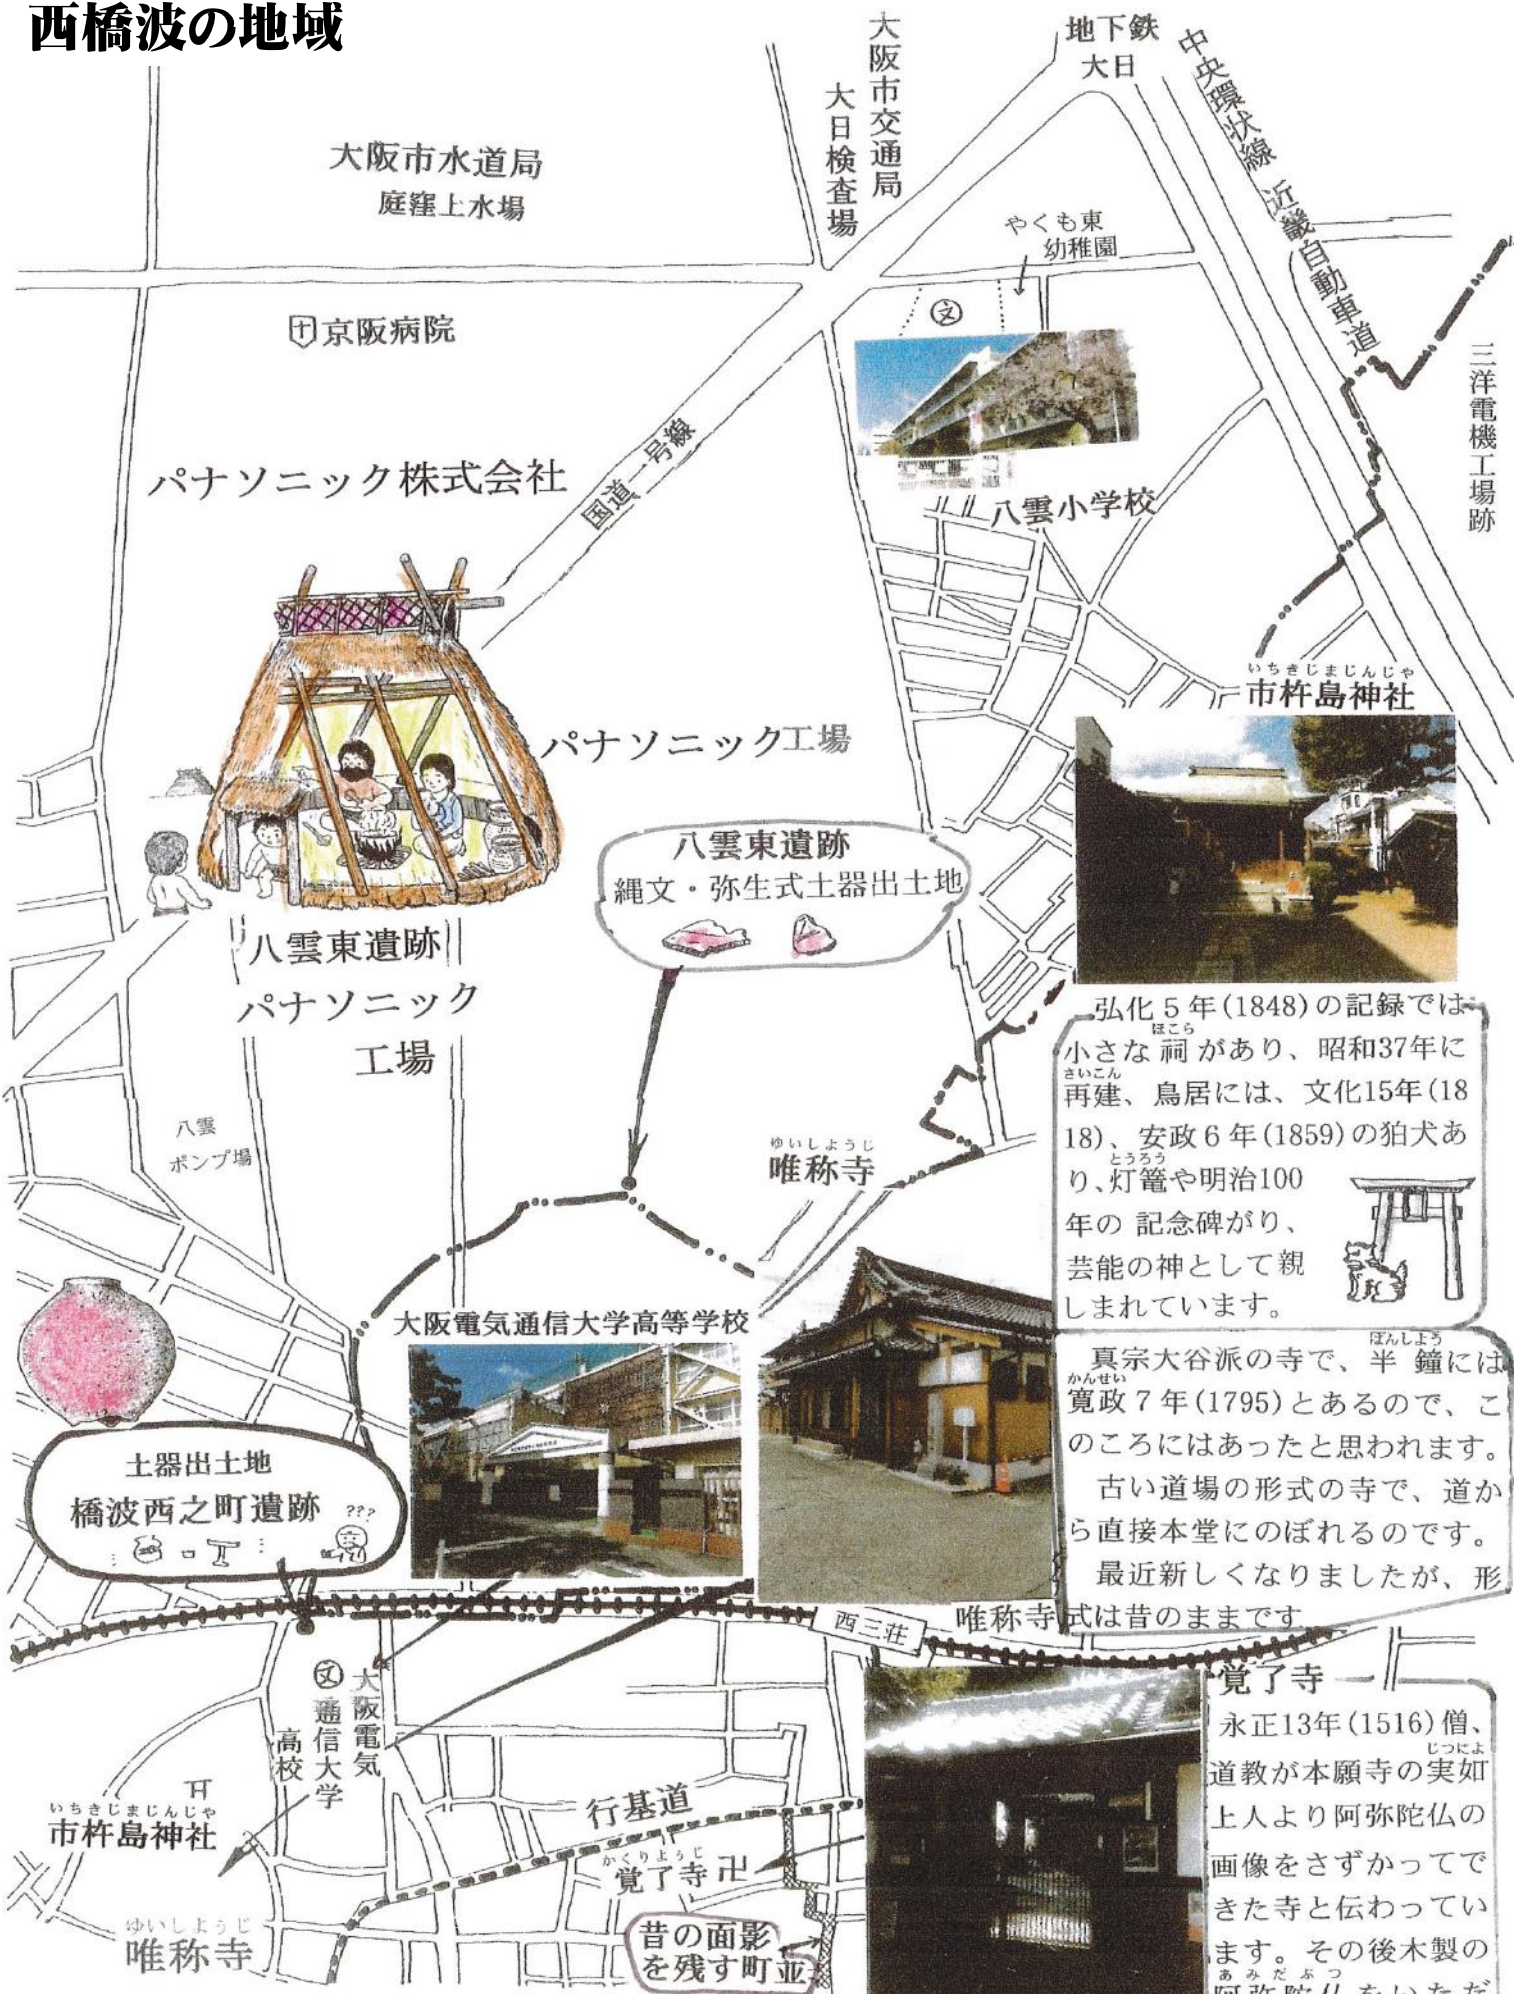 西橋波の地域
大阪市水道局
庭窪上水場
大阪市交通局
大日検査場
地下鉄
大日
中央環状線 近畿自動車道
やくも東
幼稚園
文
京阪病院
三洋電機工場跡
国道一号線
パナソニック株式会社
八雲小学校
いちきじまじんじゃ
市杵島神社
パナソニック工場
八雲東遺跡
縄文・弥生式土器出土地
八雲東遺跡
パナソニック
工場
弘化5年(1848)の記録では
ほこら
小さな祠があり、昭和37年に
さいこん
再建、鳥居には、文化15年(18
18)、安政6年(1859)の狛犬あ
とうろう
り、灯篭や明治100
年の 記念碑がり、
芸能の神として親
しまれています。
八雲
ポンプ場
ゆいしようじ
唯称寺
大阪電気通信大学高等学校
ぼんしよう
真宗大谷派の寺で、半鐘には
かんせい
寛政7年(1795)とあるので、こ
のころにはあったと思われます。
古い道場の形式の寺で、道か
ら直接本堂にのぼれるのです。
最近新しくなりましたが、形
式は昔のままです
唯称寺
土器出土地
橋波西之町遺跡
???
西三荘
文
大阪電気
通信大学
高校
覚了寺
永正13年(1516)僧、
じつによ
道教が本願寺の実如
上人より阿弥陀仏の
画像をさずかってで
きた寺と伝わってい
ます。その後木製の
あみだぶつ
阿弥陀仏をいただ
行基道
いちきじまじんじゃ
市杵島神社
かくりようじ
覚了寺 卍
ゆいしようじ
唯称寺
昔の面影
を残す町並